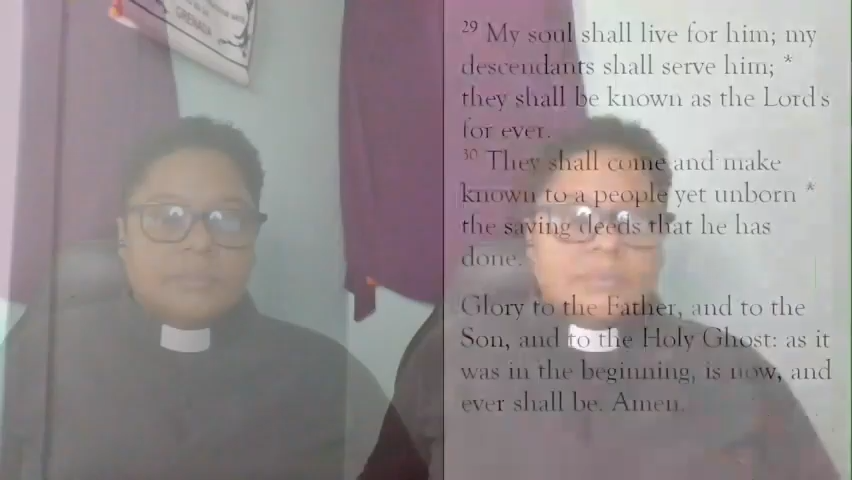 GRENADA
29 My soul shall live for him; my
descendants shall serve him; *
they shall be known as the Lord's
for ever.
30 They shall come and make
known to a people yet unborn *
the saving deeds that he has
done.
Glory to the Father, and to the
Son, and to the Holy Ghost: as it
was in the beginning, is now, and
ever shall be. Amen.